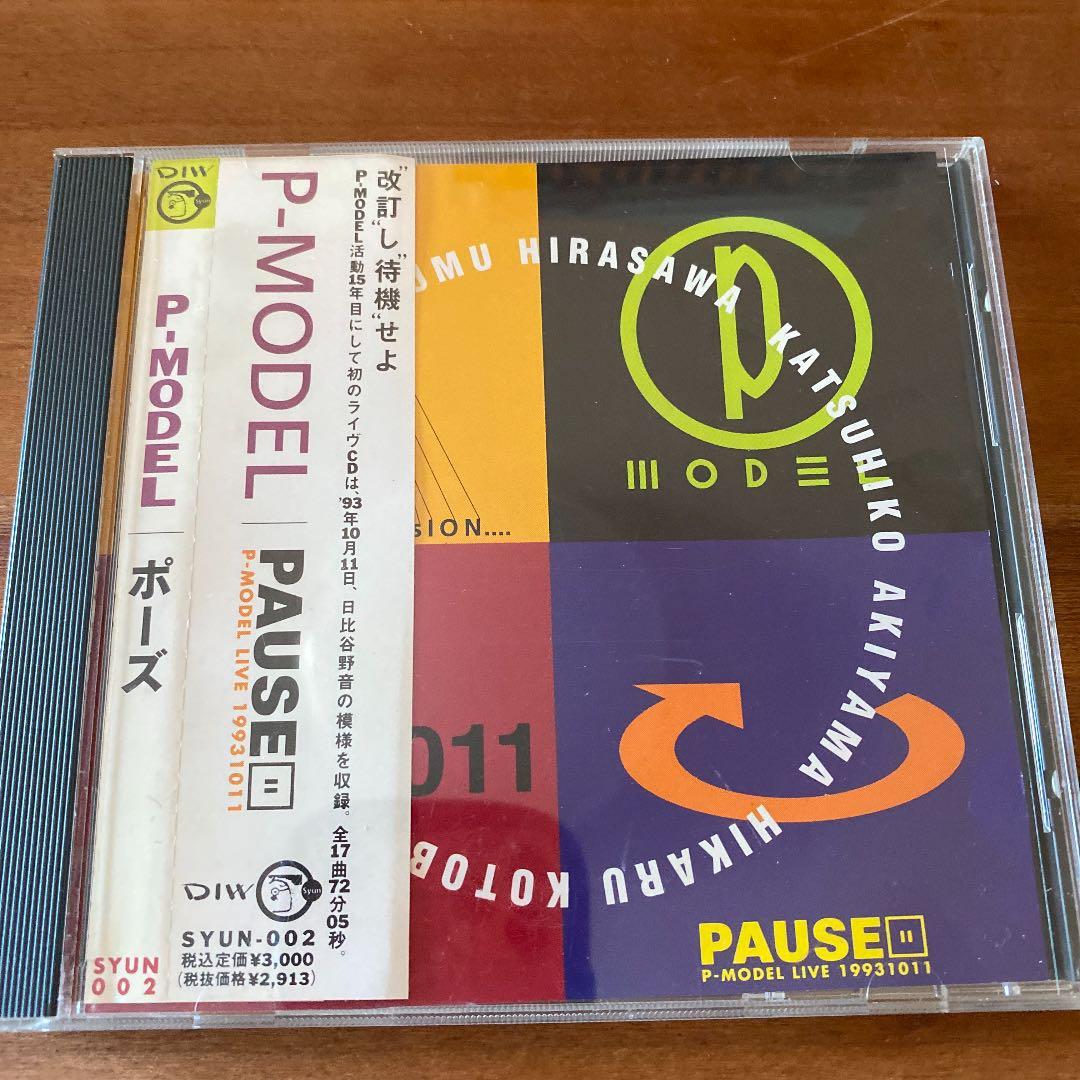 DIW
Syun
P-MODEL
ポーズ
SYUN
002
P-MODEL
PAUSE
P-MODEL LIVE 19931011
DIW
Syun
SYUN-002
税込定価¥3,000
(税抜価格¥2,913)
"改訂"し"待機"せよ
P-MODEL活動15年目にして初のライヴCDは、'93年10月11日、日比谷野音の模様を収録。全17曲72分05秒。
UMU HIRASAWA KATSUHIKO AKIYAMA HIKARU KOTOB
P
MODEL
SION....
011
PAUSE
P-MODEL LIVE 19931011